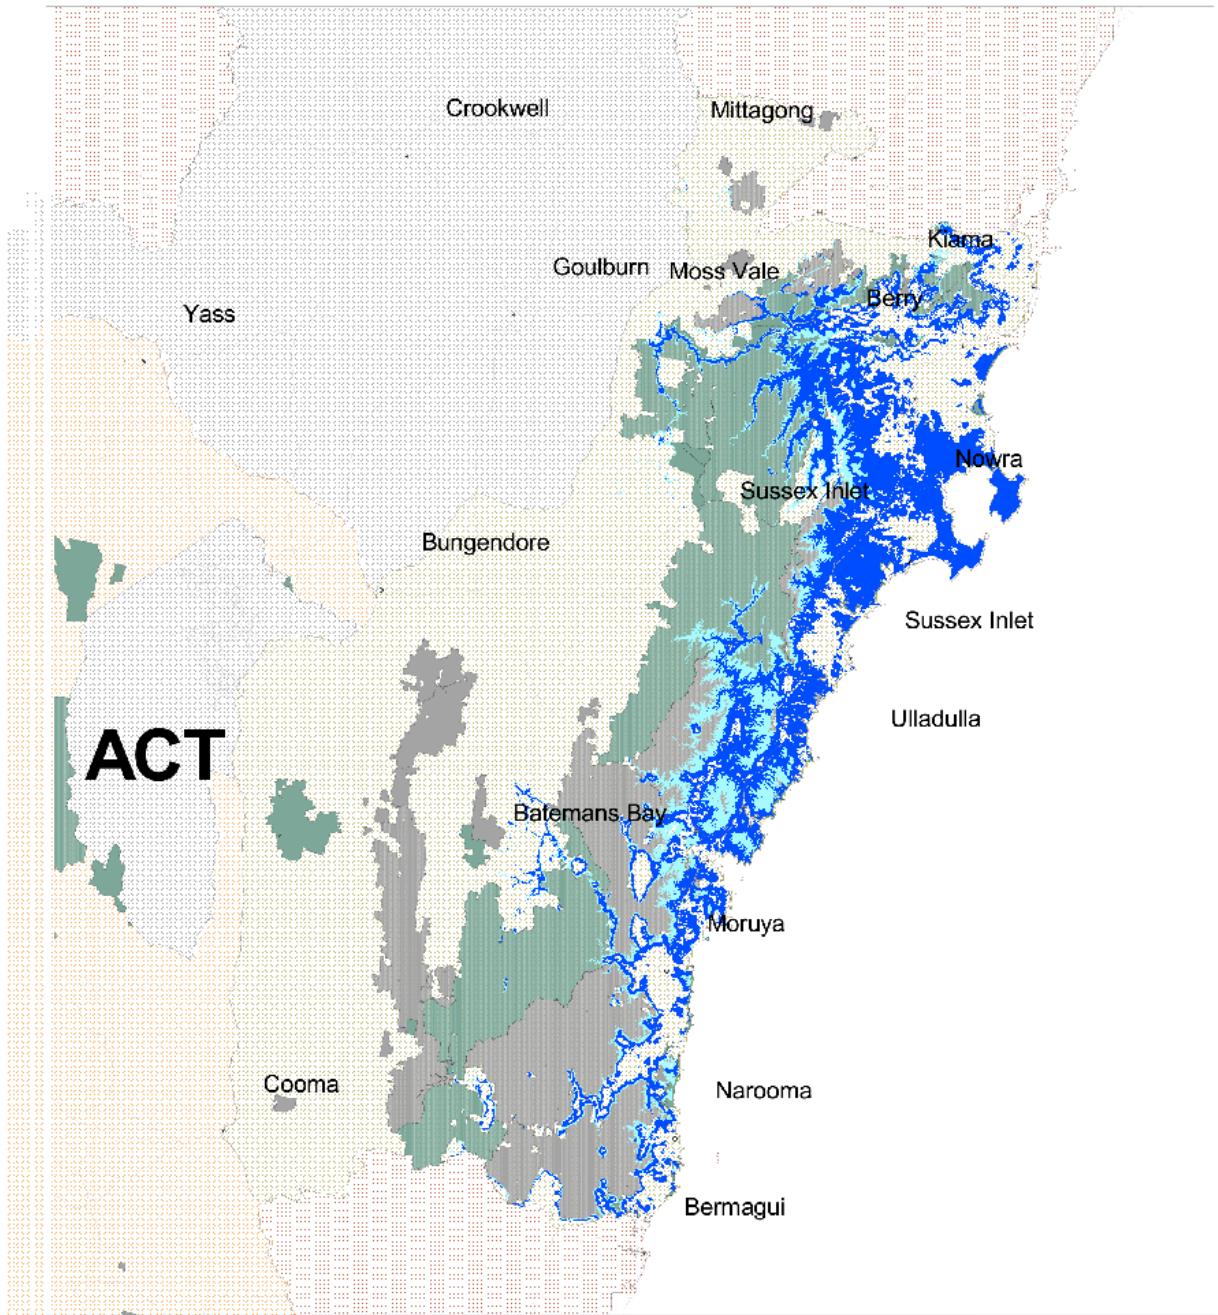 Crookwell
Mittagong
Kiama
Goulburn
Moss Vale
Berry
Yass
Nowra
Sussex Inlet
Bungendore
Sussex Inlet
Ulladulla
ACT
Batemans Bay
Moruya
Cooma
Narooma
Bermagui